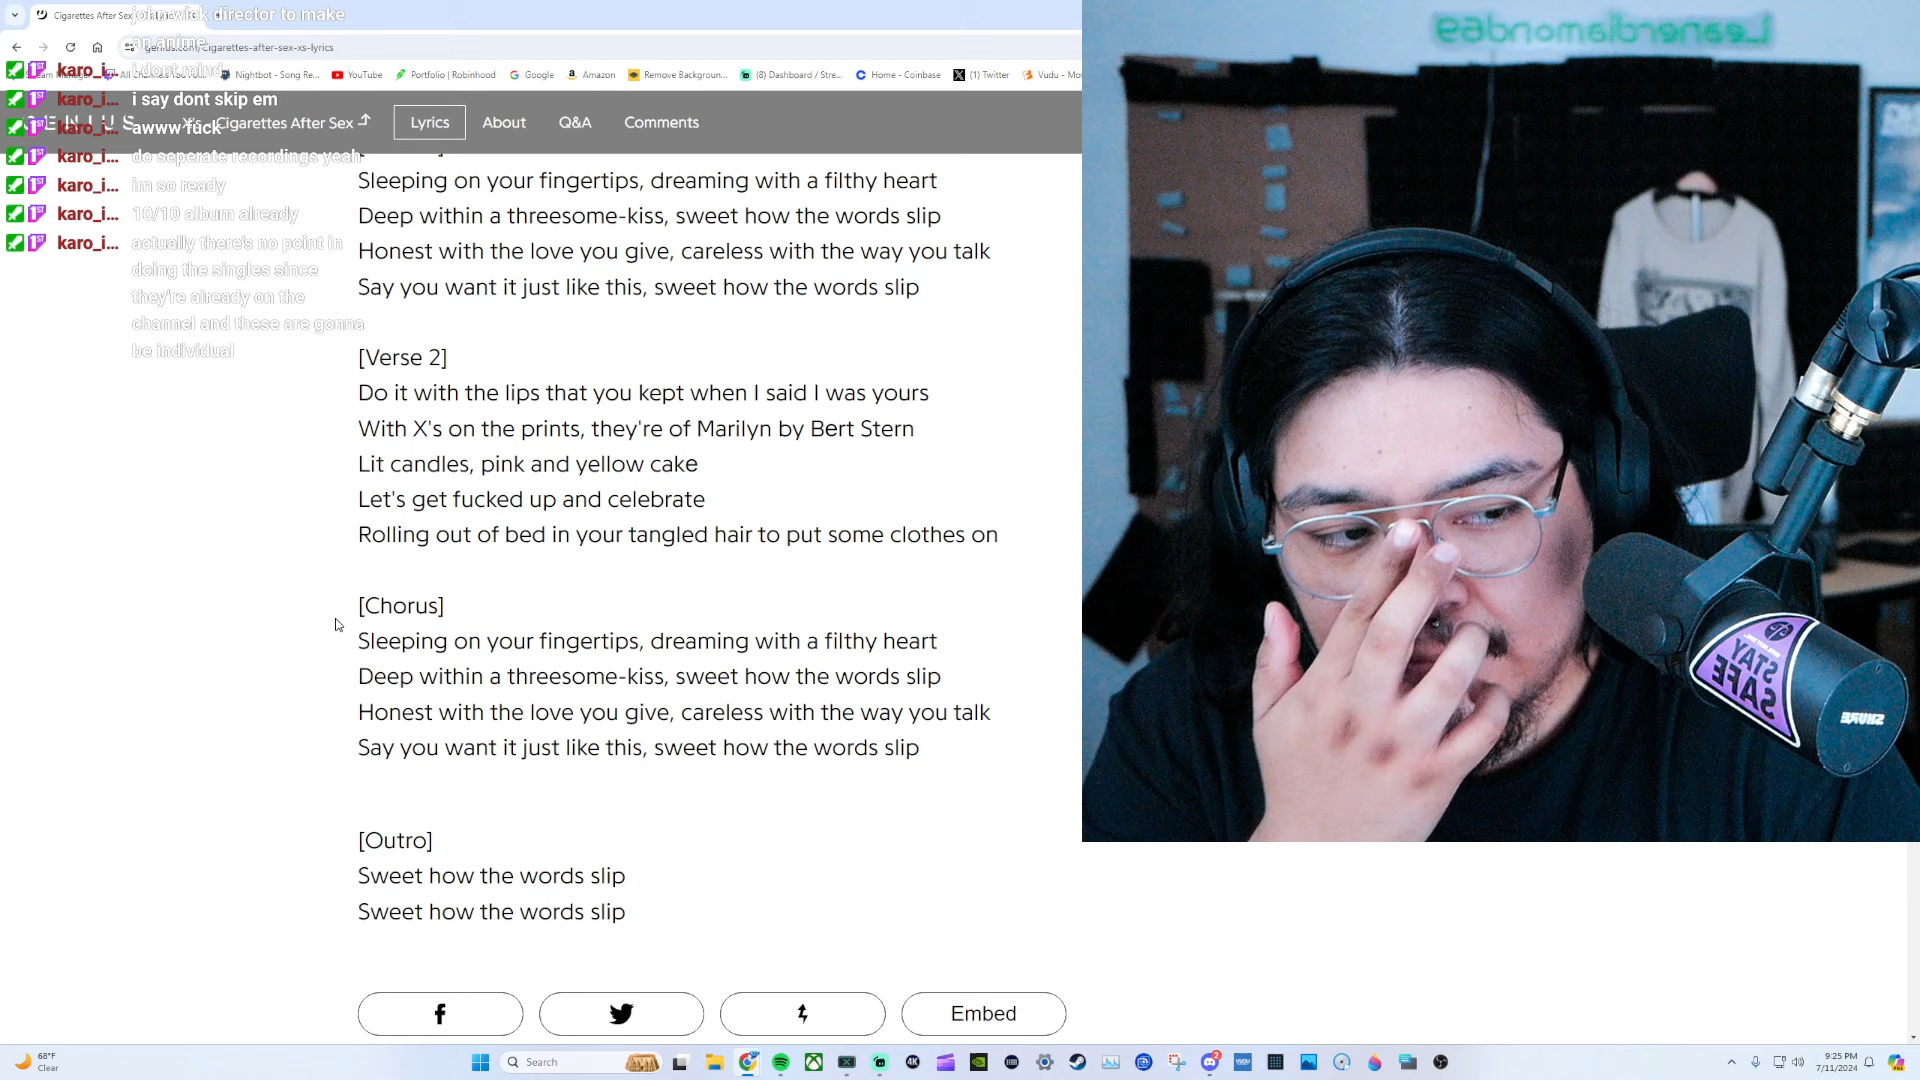 Cigarettes After Sex
john wick director to make
an anime
genius.com/Cigarettes-after-sex-xs-lyrics
karo_i... i dont mind
Nightbot - Song Re...
YouTube
Portfolio | Robinhood
Google
Amazon
Remove Backgroun...
(8) Dashboard / Stre...
Home - Coinbase
(1) Twitter
Vudu - Mo
karo_i... i say dont skip em
GENIUS
X's
Cigarettes After Sex
Lyrics
About
Q&A
Comments
karo_i... awww fuck
karo_i... do seperate recordings yeah
karo_i... im so ready
karo_i... 10/10 album already
karo_i... actually there's no point in
doing the singles since
they're already on the
channel and these are gonna
be individual
Sleeping on your fingertips, dreaming with a filthy heart
Deep within a threesome-kiss, sweet how the words slip
Honest with the love you give, careless with the way you talk
Say you want it just like this, sweet how the words slip
[Verse 2]
Do it with the lips that you kept when I said I was yours
With X's on the prints, they're of Marilyn by Bert Stern
Lit candles, pink and yellow cake
Let's get fucked up and celebrate
Rolling out of bed in your tangled hair to put some clothes on
[Chorus]
Sleeping on your fingertips, dreaming with a filthy heart
Deep within a threesome-kiss, sweet how the words slip
Honest with the love you give, careless with the way you talk
Say you want it just like this, sweet how the words slip
[Outro]
Sweet how the words slip
Sweet how the words slip
Embed
STAY
SAFE
SHURE
68°F
Clear
Search
4K
VUDU
2
9:25 PM
7/11/2024